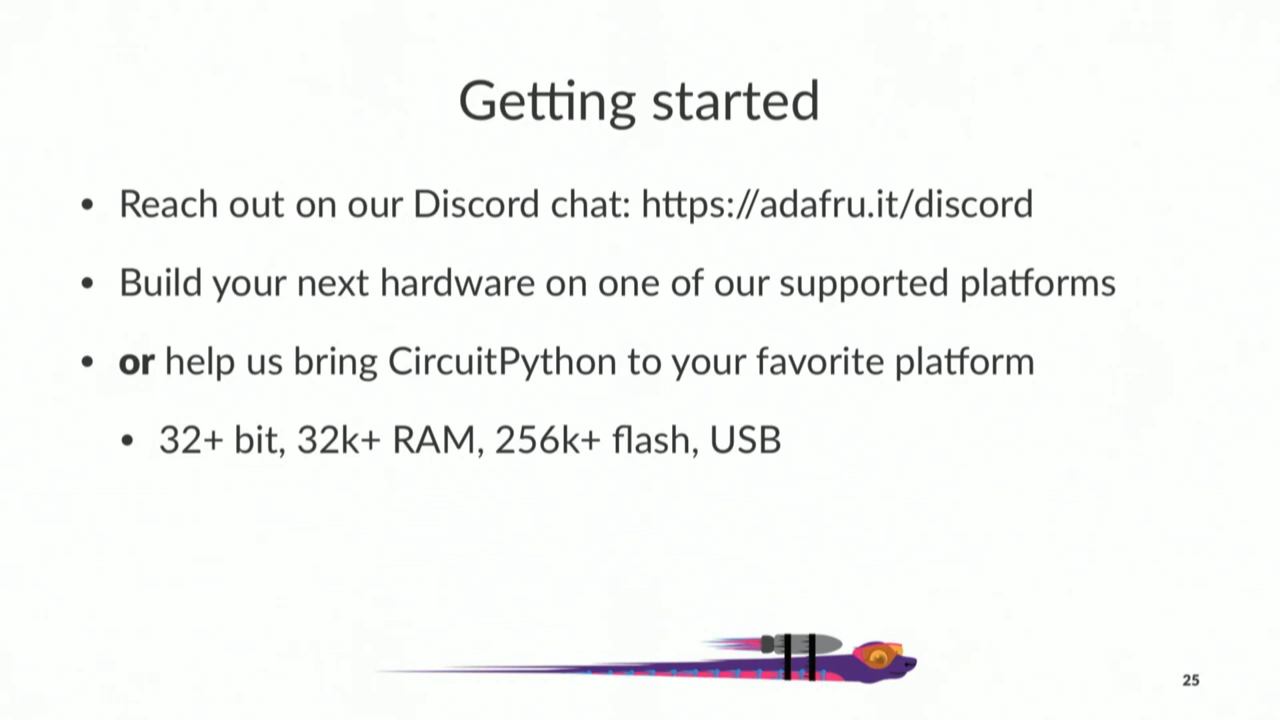 Getting started
• Reach out on our Discord chat: https://adafru.it/discord
• Build your next hardware on one of our supported platforms
• or help us bring CircuitPython to your favorite platform
• 32+ bit, 32k+ RAM, 256k+ flash, USB
25